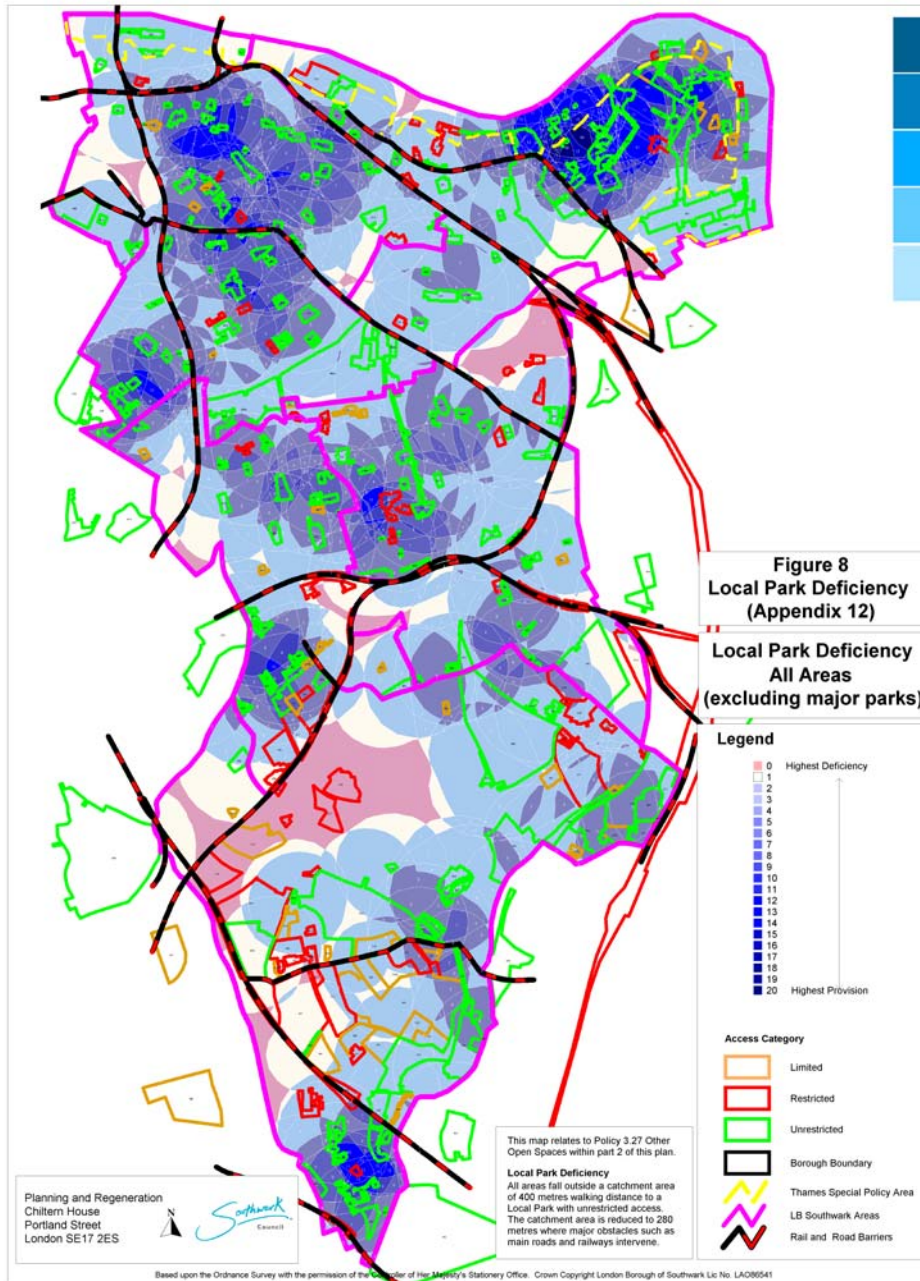 Figure 8
Local Park Deficiency
(Appendix 12)
Local Park Deficiency
All Areas
(excluding major parks)
Legend
0 Highest Deficiency
1
2
3
4
5
6
7
8
9
10
11
12
13
14
15
16
17
18
19
20 Highest Provision
Access Category
Limited
Restricted
Unrestricted
Borough Boundary
Thames Special Policy Area
LB Southwark Areas
Rail and Road Barriers
This map relates to Policy 3.27 Other
Open Spaces within part 2 of this plan.
Local Park Deficiency
All areas fall outside a catchment area
of 400 metres walking distance to a
Local Park with unrestricted access.
The catchment area is reduced to 280
metres where major obstacles such as
main roads and railways intervene.
Planning and Regeneration
Chiltern House
Portland Street
London SE17 2ES
N
Southwark
Council
Based upon the Ordnance Survey with the permission of the Controller of Her Majesty's Stationery Office. Crown Copyright London Borough of Southwark Lic No. LAO86541